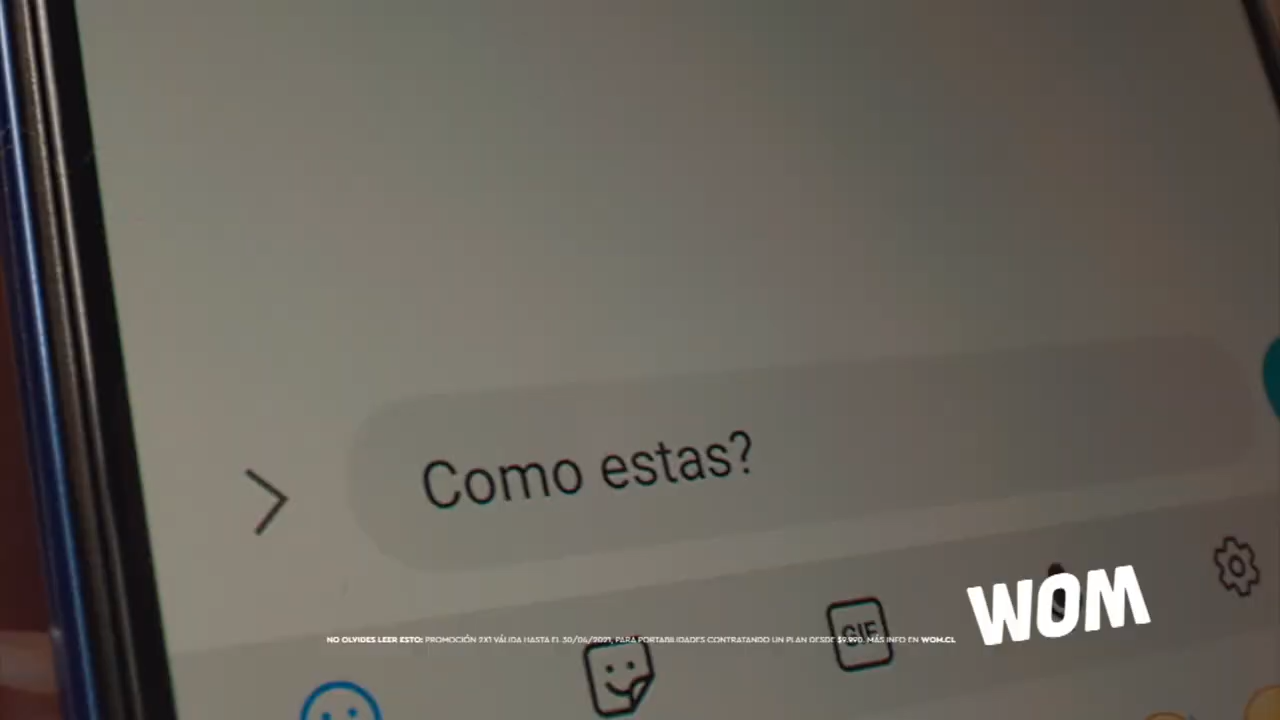 Como estas?
GIF
WOM
NO OLVIDES LEER ESTO: PROMOCIÓN 2X1 VÁLIDA HASTA EL 30/06/2021, PARA PORTABILIDADES CONTRATANDO UN PLAN DESDE $9.990. MÁS INFO EN WOM.CL